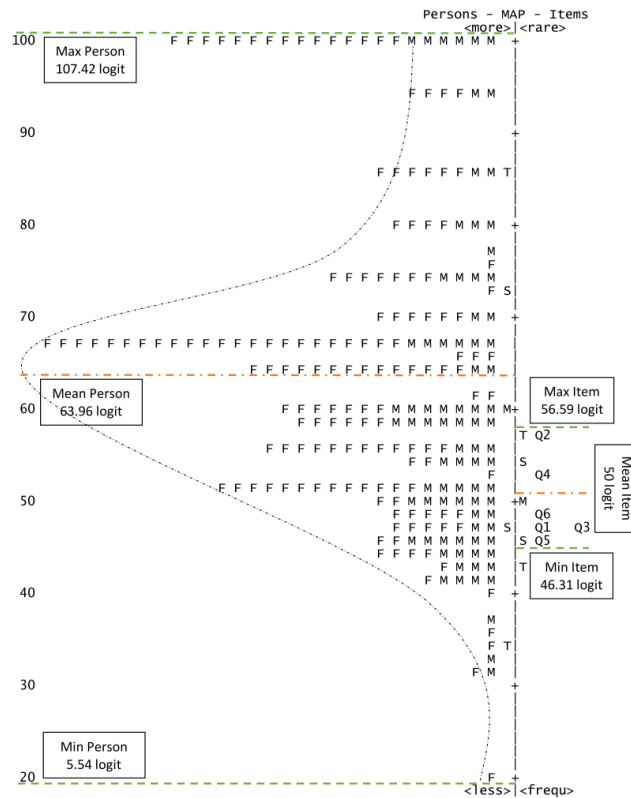 Persons - MAP - Items
<more> <rare>
100 F F F F F F F F F F F F F F F M M M M M M +
Max Person
107.42 logit
F F F F M M
90 +
F F F F F F M M T
80 F F F F M M M +
M
F
F F F F F F F M M M M
F S
70 F F F F F F M M +
F F F F F F F F F F F F F F F F F F F F F F F M M M M M M
F F F
F F F F F F F F F F F F F F M M
Mean Person
63.96 logit
F F
Max Item
56.59 logit
60 F F F F F F F M M M M M M M M+
F F F F F F M M M M M M M
T Q2
F F F F F F F F F M M M M M M
F F M M M M S
F Q4
Mean Item
50 logit
F F F F F F F F F F F F F M M M M M
50 F F M M M M M M +M
F F F M M M M Q6
F F F F F M M S Q1 Q3
F F M M M M M M S Q5
F F F F M M M M
Min Item
46.31 logit
F M M M T
F M M M M
40 F +
M
F
F T
M
F M
30 +
Min Person
5.54 logit
20 F +
<less> <frequ>